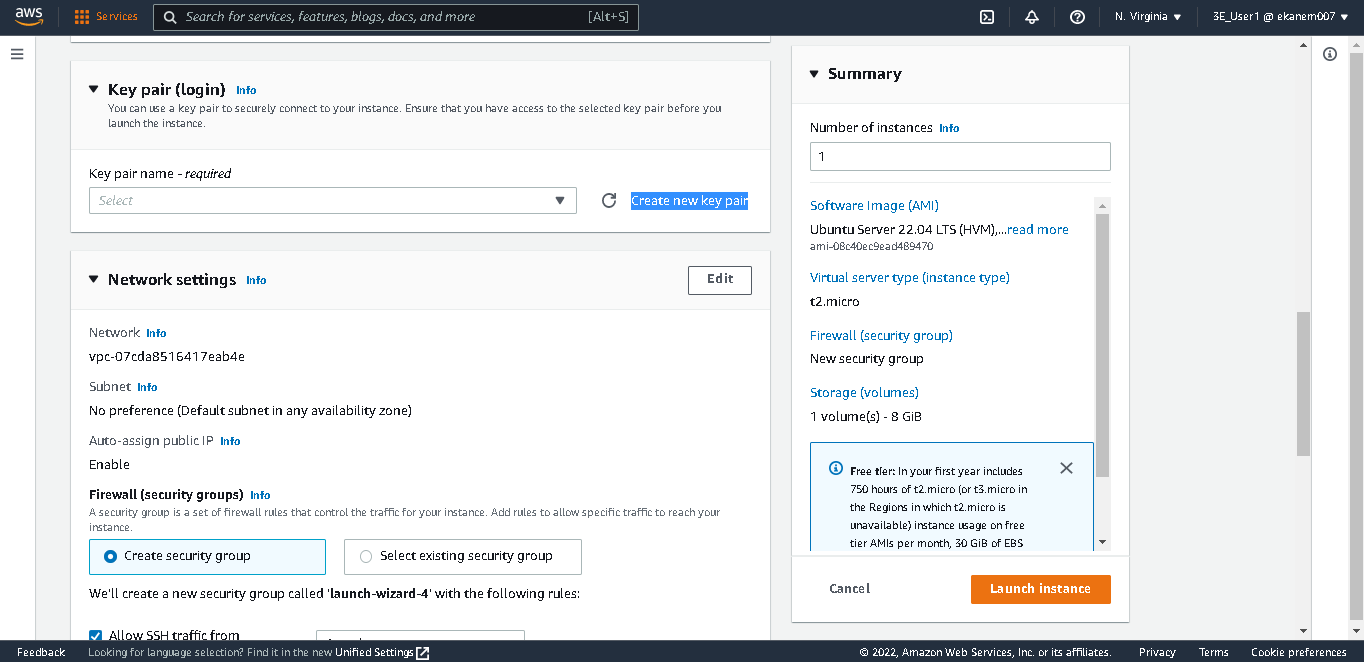 aws
Services
Search for services, features, blogs, docs, and more
[Alt+S]
N. Virginia
3E_User1 @ ekanem007
Key pair (login) Info
You can use a key pair to securely connect to your instance. Ensure that you have access to the selected key pair before you
launch the instance.
Key pair name - required
Select
Create new key pair
Network settings Info
Edit
Network Info
vpc-07cda8516417eab4e
Subnet Info
No preference (Default subnet in any availability zone)
Auto-assign public IP Info
Enable
Firewall (security groups) Info
A security group is a set of firewall rules that control the traffic for your instance. Add rules to allow specific traffic to reach your
instance.
Create security group
Select existing security group
We'll create a new security group called 'launch-wizard-4' with the following rules:
Allow SSH traffic from
Summary
Number of instances Info
1
Software Image (AMI)
Ubuntu Server 22.04 LTS (HVM),...read more
ami-08c40ec9ead489470
Virtual server type (instance type)
t2.micro
Firewall (security group)
New security group
Storage (volumes)
1 volume(s) - 8 GiB
Free tier: In your first year includes
750 hours of t2.micro (or t3.micro in
the Regions in which t2.micro is
unavailable) instance usage on free
tier AMIs per month, 30 GiB of EBS
Cancel
Launch instance
Feedback
Looking for language selection? Find it in the new Unified Settings
© 2022, Amazon Web Services, Inc. or its affiliates.
Privacy
Terms
Cookie preferences